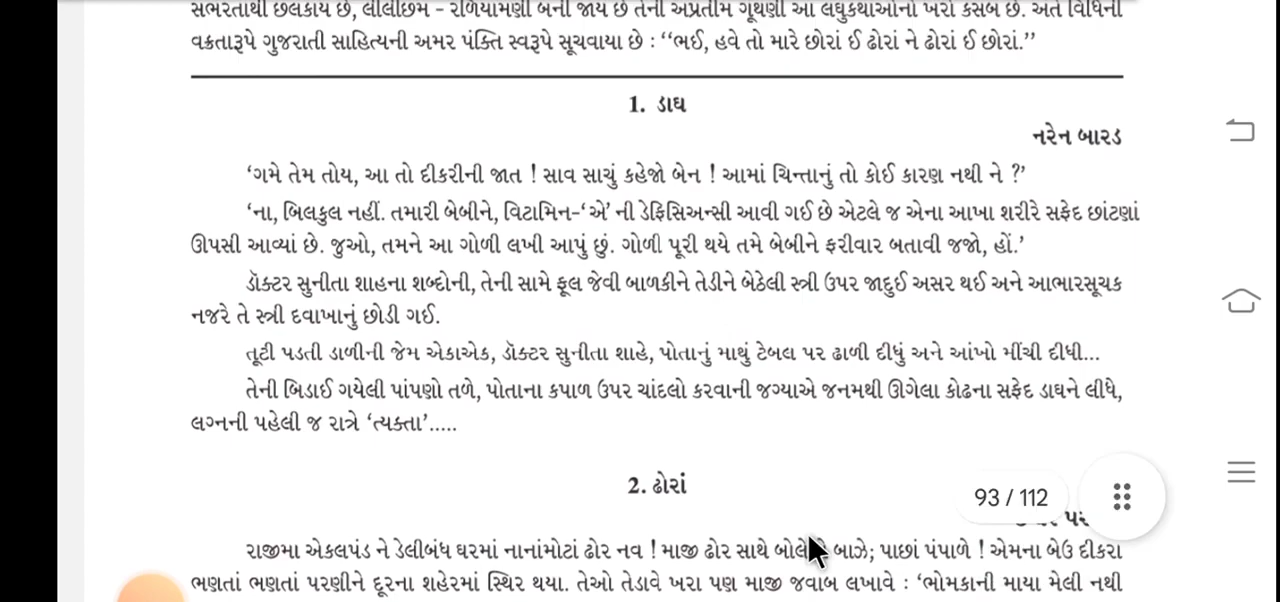 સભરતાથી છલકાય છે, લીલીછમ - રળિયામણી બની જાય છે તેની અપ્રતીમ ગૂંથણી આ લઘુકથાઓનો ખરો કસબ છે. અંતે વિધિની
વક્રતારૂપે ગુજરાતી સાહિત્યની અમર પંક્તિ સ્વરૂપે સૂચવાયા છે : ‘‘ભઈ, હવે તો મારે છોરાં ઈ ઢોરાં ને ઢોરાં ઈ છોરાં.’’
1. ડાઘ
નરેન બારડ
‘ગમે તેમ તોય, આ તો દીકરીની જાત ! સાવ સાચું કહેજો બેન ! આમાં ચિન્તાનું તો કોઈ કારણ નથી ને ?’
‘ના, બિલકુલ નહીં. તમારી બેબીને, વિટામિન-‘એ’ ની ડેફિસિઅન્સી આવી ગઈ છે એટલે જ એના આખા શરીરે સફેદ છાંટણાં
ઊપસી આવ્યાં છે. જુઓ, તમને આ ગોળી લખી આપું છું. ગોળી પૂરી થયે તમે બેબીને ફરીવાર બતાવી જજો, હોં.’
ડૉક્ટર સુનીતા શાહના શબ્દોની, તેની સામે ફૂલ જેવી બાળકીને તેડીને બેઠેલી સ્ત્રી ઉપર જાદુઈ અસર થઈ અને આભારસૂચક
નજરે તે સ્ત્રી દવાખાનું છોડી ગઈ.
તૂટી પડતી ડાળીની જેમ એકાએક, ડૉક્ટર સુનીતા શાહે, પોતાનું માથું ટેબલ પર ઢાળી દીધું અને આંખો મીંચી દીધી...
તેની બિડાઈ ગયેલી પાંપણો તળે, પોતાના કપાળ ઉપર ચાંદલો કરવાની જગ્યાએ જનમથી ઊગેલા કોઢના સફેદ ડાઘને લીધે,
લગ્નની પહેલી જ રાત્રે ‘ત્યક્તા’.....
2. ઢોરાં
93 / 112
રાજીમા એકલપંડ ને ડેલીબંધ ઘરમાં નાનાંમોટાં ઢોર નવ ! માજી ઢોર સાથે બાઝે; પાછાં પંપાળે ! એમના બેઉ દીકરા
ભણતાં ભણતાં પરણીને દૂરના શહેરમાં સ્થિર થયા. તેઓ તેડાવે ખરા પણ માજી જવાબ લખાવે : ‘ભોમકાની માયા મેલી નથી